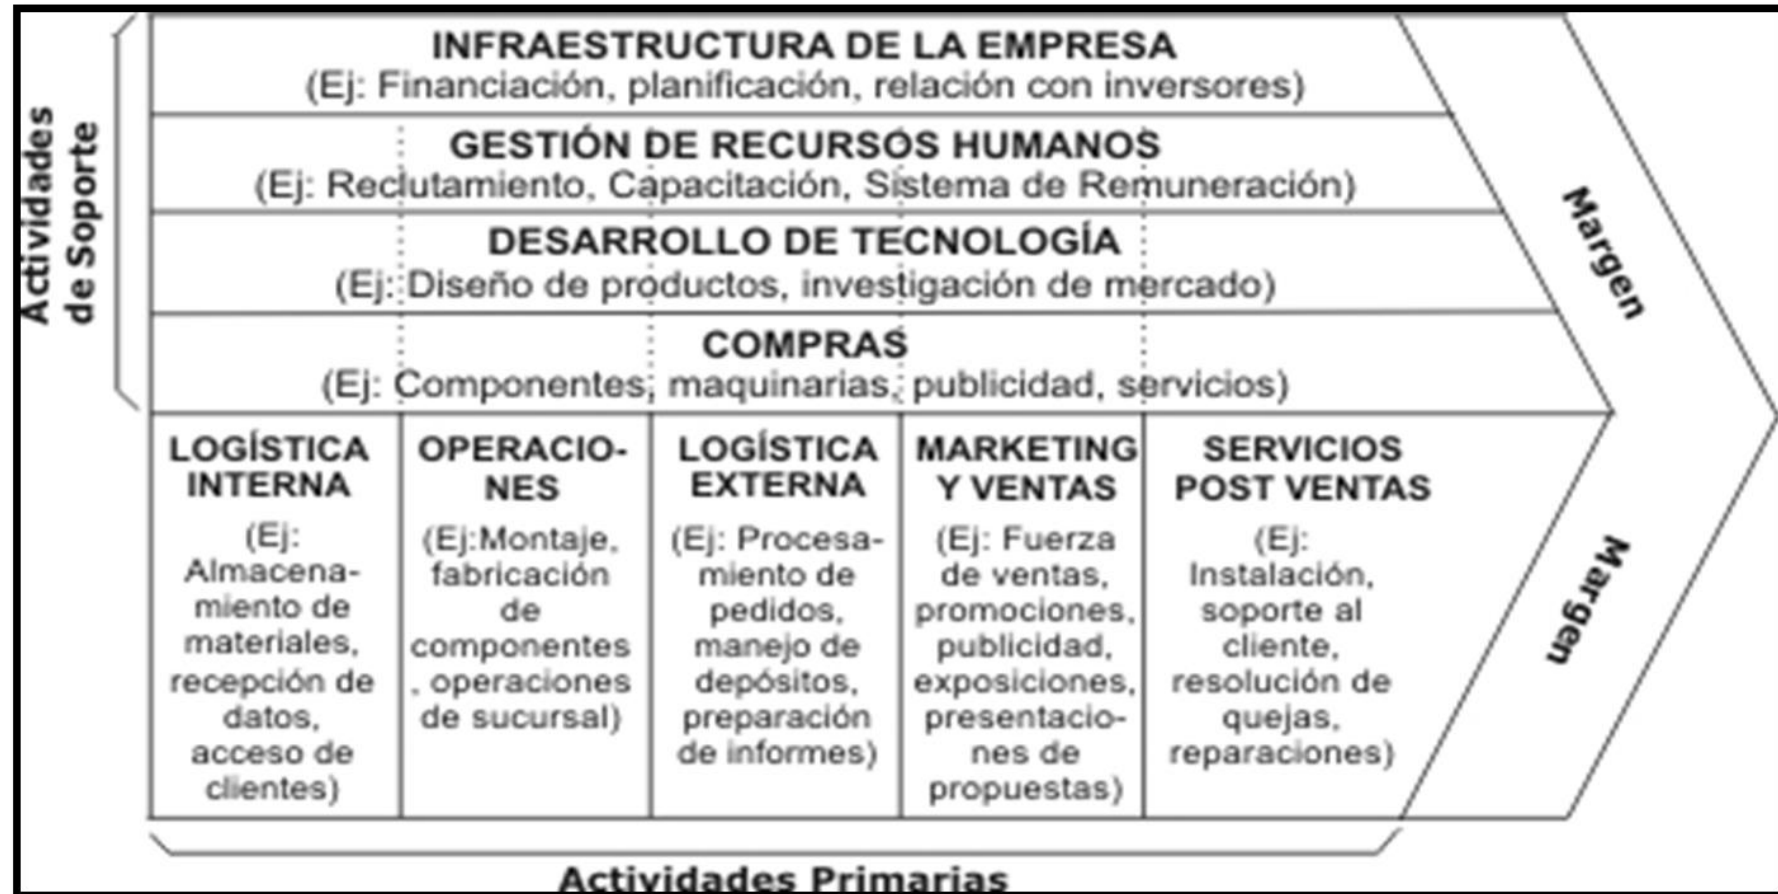 Actividades
de Soporte
INFRAESTRUCTURA DE LA EMPRESA
(Ej: Financiación, planificación, relación con inversores)
GESTIÓN DE RECURSOS HUMANOS
(Ej: Reclutamiento, Capacitación, Sistema de Remuneración)
DESARROLLO DE TECNOLOGÍA
(Ej: Diseño de productos, investigación de mercado)
COMPRAS
(Ej: Componentes, maquinarias, publicidad, servicios)
LOGÍSTICA
INTERNA
(Ej:
Almacena-
miento de
materiales,
recepción de
datos,
acceso de
clientes)
OPERACIO-
NES
(Ej:Montaje,
fabricación
de
componentes
, operaciones
de sucursal)
LOGÍSTICA
EXTERNA
(Ej: Procesa-
miento de
pedidos,
manejo de
depósitos,
preparación
de informes)
MARKETING
Y VENTAS
(Ej: Fuerza
de ventas,
promociones,
publicidad,
exposiciones,
presentacio-
nes de
propuestas)
SERVICIOS
POST VENTAS
(Ej:
Instalación,
soporte al
cliente,
resolución de
quejas,
reparaciones)
Margen
Margen
Actividades Primarias